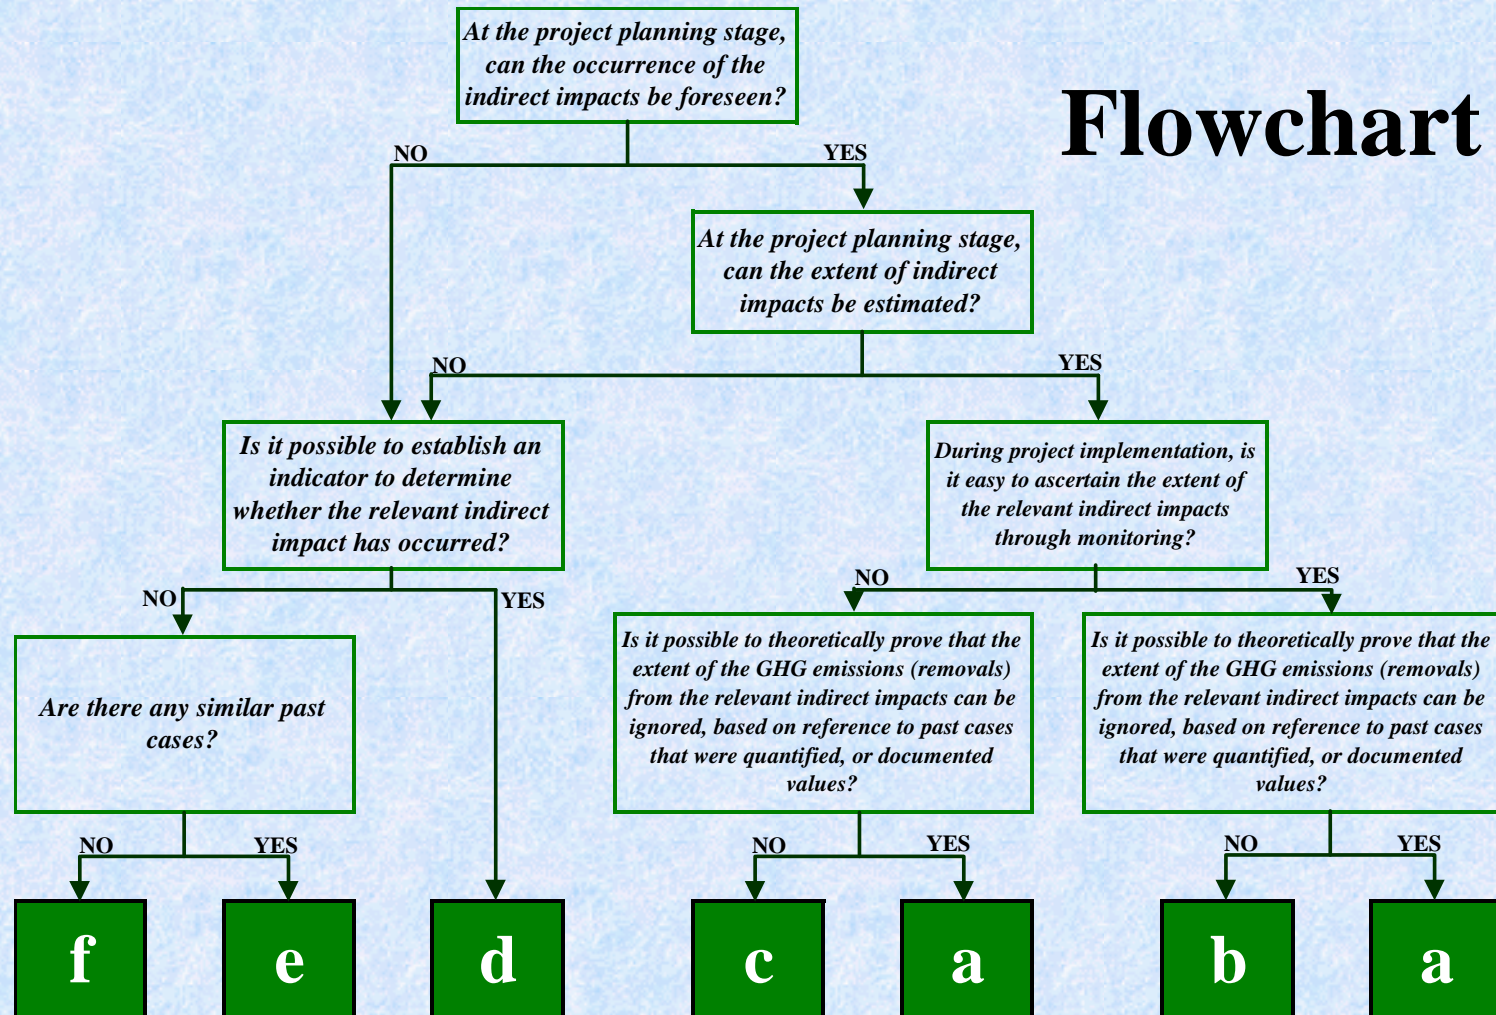 At the project planning stage,
can the occurrence of the
indirect impacts be foreseen?
Flowchart
NO
YES
At the project planning stage,
can the extent of indirect
impacts be estimated?
NO
YES
Is it possible to establish an
indicator to determine
whether the relevant indirect
impact has occurred?
During project implementation, is
it easy to ascertain the extent of
the relevant indirect impacts
through monitoring?
NO
YES
NO
YES
Are there any similar past
cases?
Is it possible to theoretically prove that the
extent of the GHG emissions (removals)
from the relevant indirect impacts can be
ignored, based on reference to past cases
that were quantified, or documented
values?
Is it possible to theoretically prove that the
extent of the GHG emissions (removals)
from the relevant indirect impacts can be
ignored, based on reference to past cases
that were quantified, or documented
values?
NO
YES
NO
YES
NO
YES
f
e
d
c
a
b
a